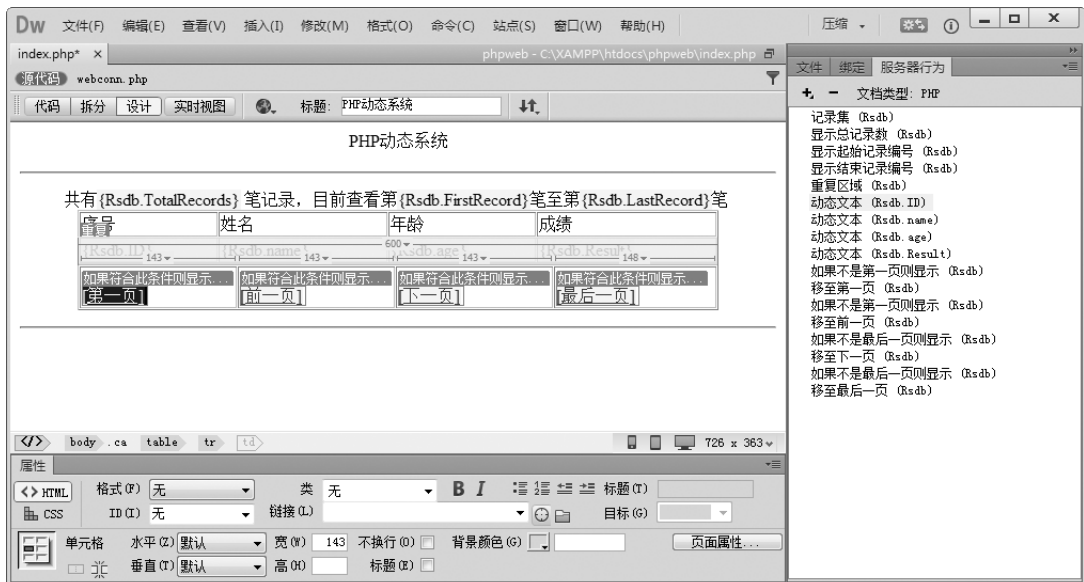 DW 文件(F) 编辑(E) 查看(V) 插入(I) 修改(M) 格式(O) 命令(C) 站点(S) 窗口(W) 帮助(H) 压缩
index.php* × phpweb - C:\XAMPP\htdocs\phpweb\index.php
源代码 webconn.php
代码 拆分 设计 实时视图 标题: PHP动态系统
PHP动态系统
共有{Rsdb.TotalRecords} 笔记录，目前查看第{Rsdb.FirstRecord}笔至第{Rsdb.LastRecord}笔
序号 姓名 年龄 成绩
{Rsdb.ID} {Rsdb.name} {Rsdb.age} {Rsdb.Result}
600
143 143 143 148
如果符合此条件则显示... 如果符合此条件则显示... 如果符合此条件则显示... 如果符合此条件则显示...
[第一页] [前一页] [下一页] [最后一页]
</> body .ca table tr td 726 x 363
属性
<> HTML 格式(F) 无 类 无 B I 标题(T)
CSS ID(I) 无 链接(L) 目标(G)
单元格 水平(Z) 默认 宽(W) 143 不换行(O) 背景颜色(G) 页面属性...
垂直(T) 默认 高(H) 标题(E)
文件 绑定 服务器行为
+ - 文档类型: PHP
记录集 (Rsdb)
显示总记录数 (Rsdb)
显示起始记录编号 (Rsdb)
显示结束记录编号 (Rsdb)
重复区域 (Rsdb)
动态文本 (Rsdb.ID)
动态文本 (Rsdb.name)
动态文本 (Rsdb.age)
动态文本 (Rsdb.Result)
如果不是第一页则显示 (Rsdb)
移至第一页 (Rsdb)
如果不是第一页则显示 (Rsdb)
移至前一页 (Rsdb)
如果不是最后一页则显示 (Rsdb)
移至下一页 (Rsdb)
如果不是最后一页则显示 (Rsdb)
移至最后一页 (Rsdb)